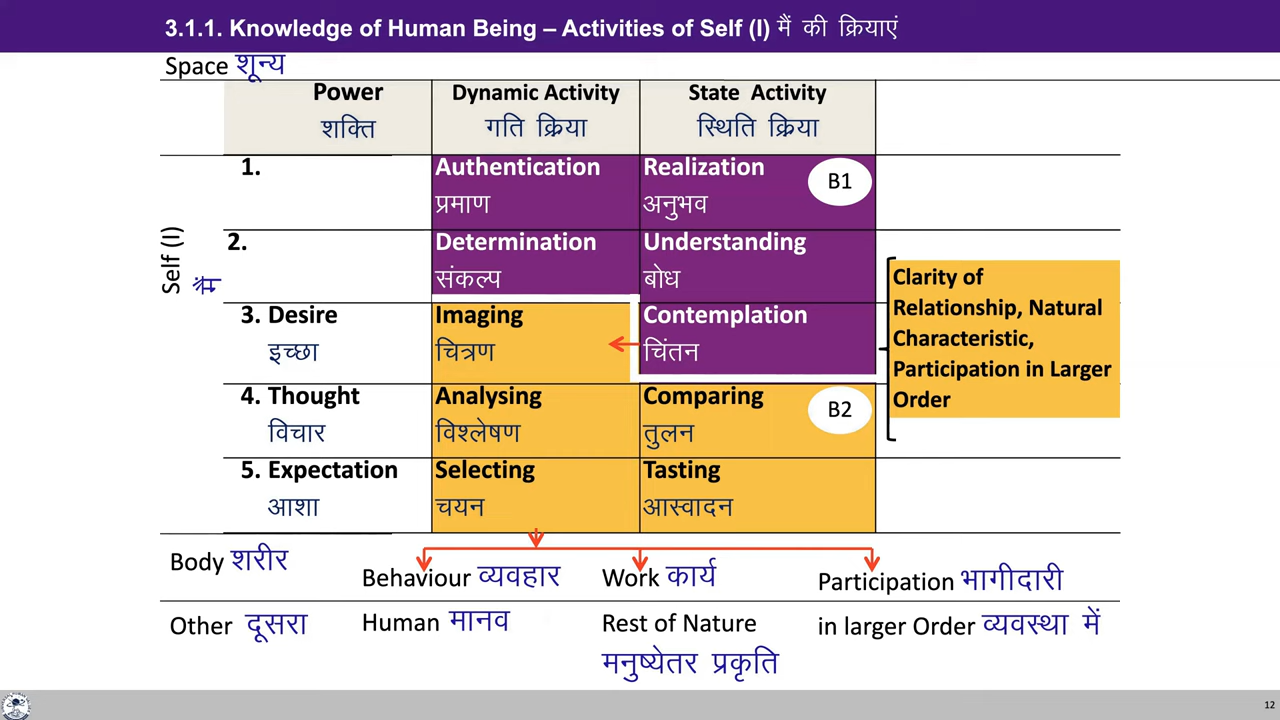 3.1.1. Knowledge of Human Being – Activities of Self (I) मैं की क्रियाएं
Space शून्य
Power Dynamic Activity State Activity
शक्ति गति क्रिया स्थिति क्रिया
Self (I)
मैं
1. Authentication Realization B1
प्रमाण अनुभव
2. Determination Understanding
संकल्प बोध
3. Desire Imaging Contemplation
इच्छा चित्रण चिंतन
Clarity of
Relationship, Natural
Characteristic,
Participation in Larger
Order
4. Thought Analysing Comparing B2
विचार विश्लेषण तुलन
5. Expectation Selecting Tasting
आशा चयन आस्वादन
Body शरीर
Behaviour व्यवहार Work कार्य Participation भागीदारी
Other दूसरा Human मानव Rest of Nature in larger Order व्यवस्था में
मनुष्येतर प्रकृति
12